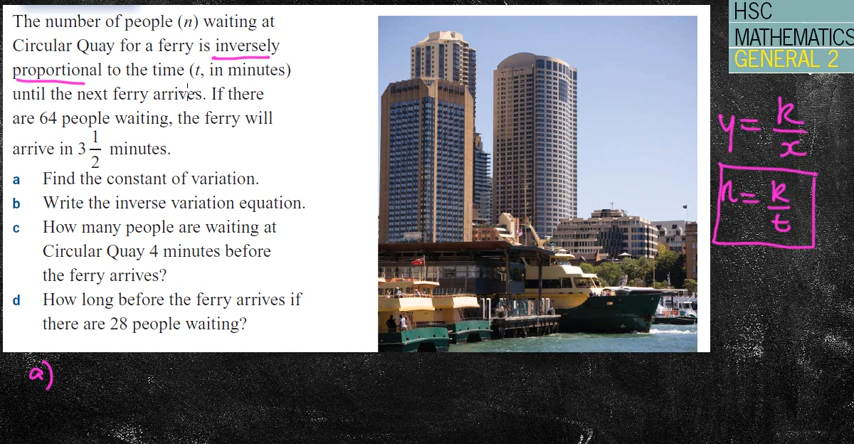 The number of people (n) waiting at
Circular Quay for a ferry is inversely
proportional to the time (t, in minutes)
until the next ferry arrives. If there
are 64 people waiting, the ferry will
arrive in 3 1/2 minutes.
a Find the constant of variation.
b Write the inverse variation equation.
c How many people are waiting at
Circular Quay 4 minutes before
the ferry arrives?
d How long before the ferry arrives if
there are 28 people waiting?
HSC
MATHEMATICS
GENERAL 2
y = k/x
n = k/t
a)